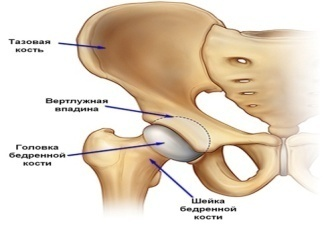 Тазовая
кость
Вертлужная
впадина
Головка
бедренной
кости
Шейка
бедренной
кости